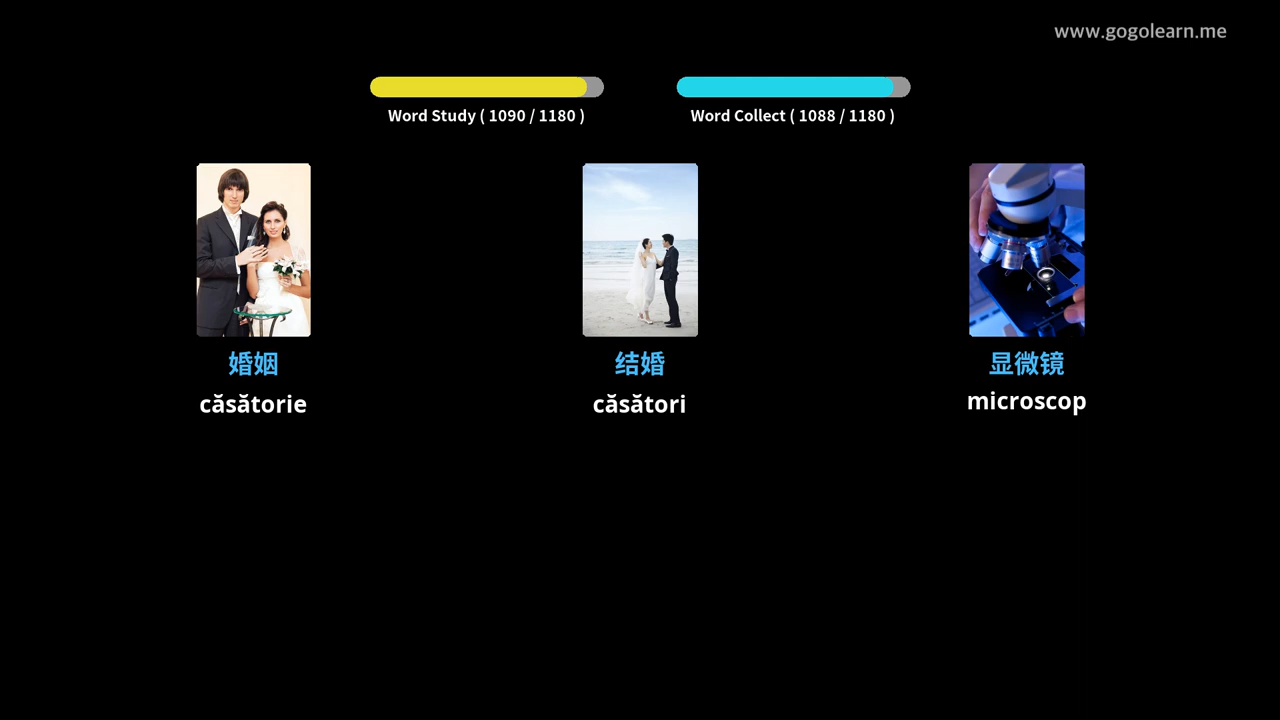 www.gogolearn.me
Word Study ( 1090 / 1180 )
Word Collect ( 1088 / 1180 )
婚姻
结婚
显微镜
căsătorie
căsători
microscop